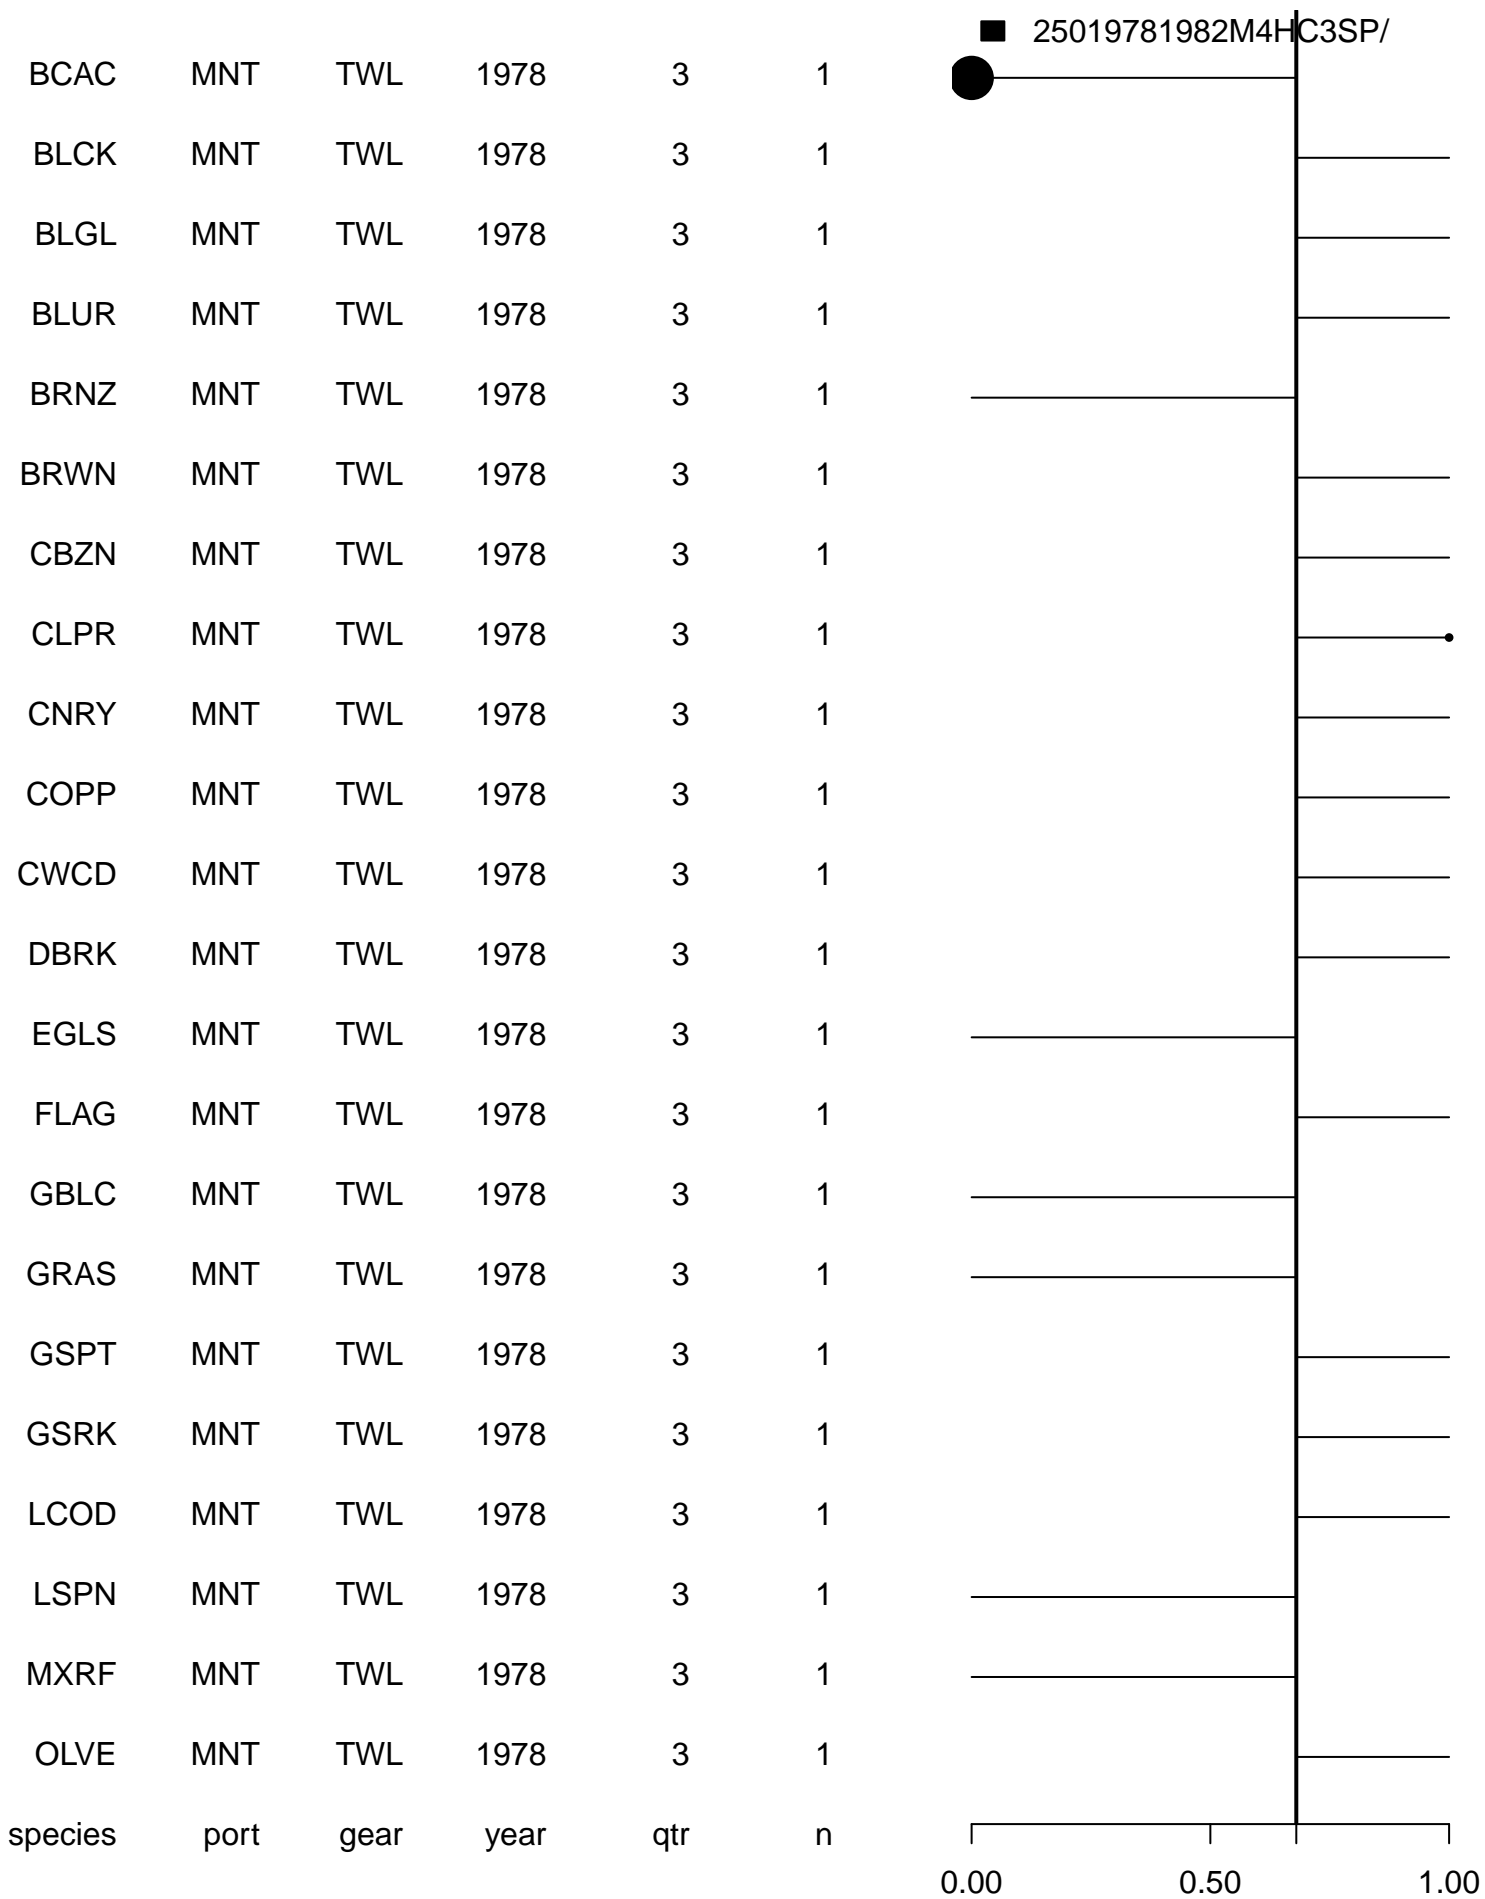 25019781982M4HC3SP/
BCAC MNT TWL 1978 3 1
BLCK MNT TWL 1978 3 1
BLGL MNT TWL 1978 3 1
BLUR MNT TWL 1978 3 1
BRNZ MNT TWL 1978 3 1
BRWN MNT TWL 1978 3 1
CBZN MNT TWL 1978 3 1
CLPR MNT TWL 1978 3 1
CNRY MNT TWL 1978 3 1
COPP MNT TWL 1978 3 1
CWCD MNT TWL 1978 3 1
DBRK MNT TWL 1978 3 1
EGLS MNT TWL 1978 3 1
FLAG MNT TWL 1978 3 1
GBLC MNT TWL 1978 3 1
GRAS MNT TWL 1978 3 1
GSPT MNT TWL 1978 3 1
GSRK MNT TWL 1978 3 1
LCOD MNT TWL 1978 3 1
LSPN MNT TWL 1978 3 1
MXRF MNT TWL 1978 3 1
OLVE MNT TWL 1978 3 1
species port gear year qtr n
0.00 0.50 1.00